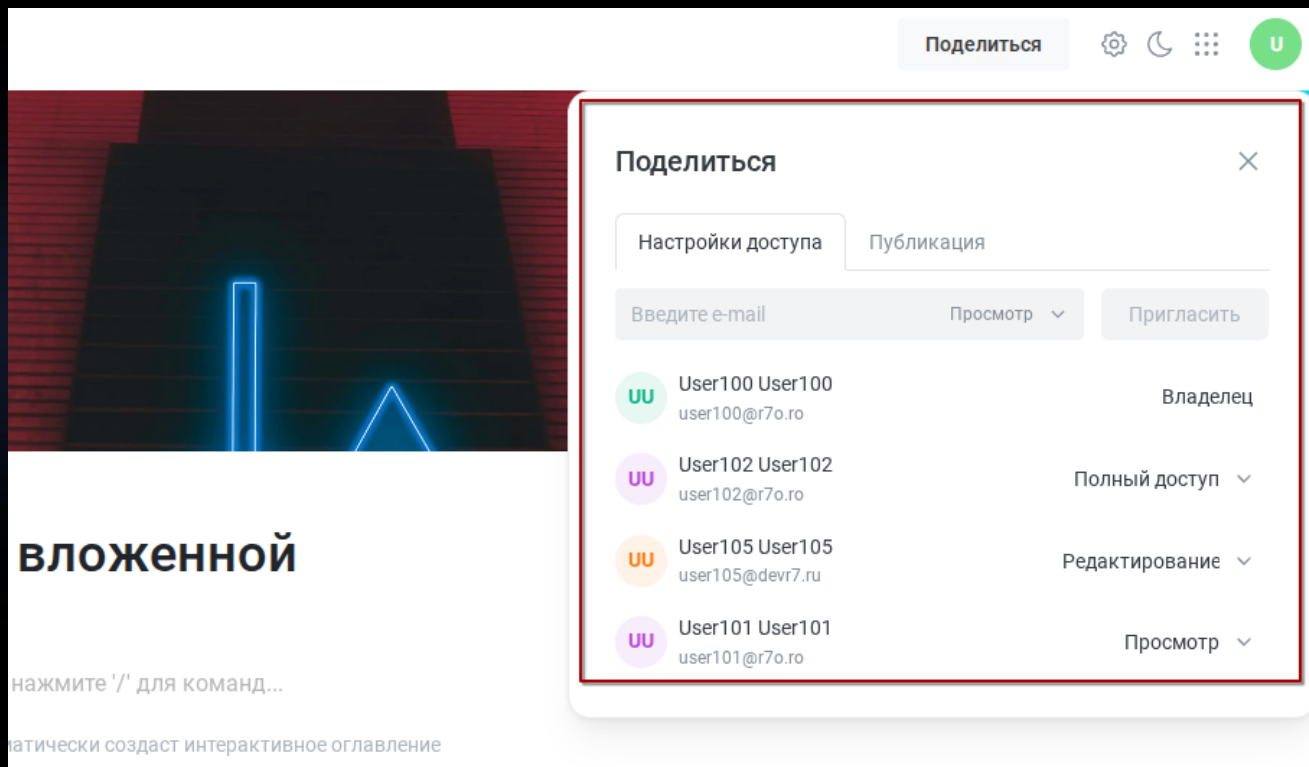 Поделиться
U
Поделиться
Настройки доступа
Публикация
Введите e-mail
Просмотр
Пригласить
UU
User100 User100
user100@r7o.ro
Владелец
UU
User102 User102
user102@r7o.ro
Полный доступ
UU
User105 User105
user105@devr7.ru
Редактирование
UU
User101 User101
user101@r7o.ro
Просмотр
вложенной
нажмите '/' для команд...
матически создаст интерактивное оглавление